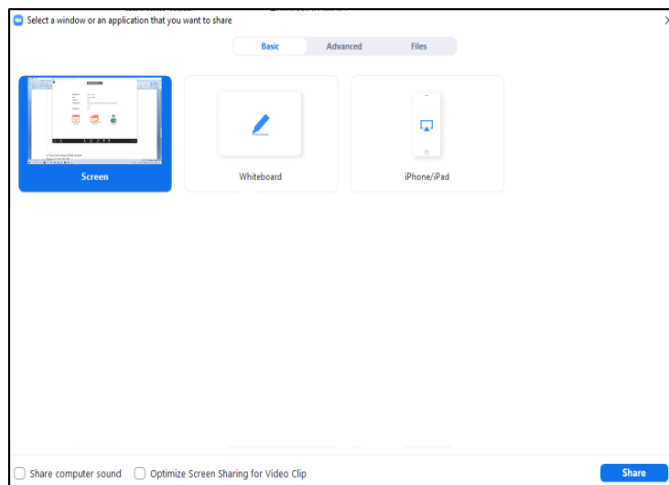 Select a window or an application that you want to share
Basic Advanced Files
Screen Whiteboard iPhone/iPad
Share computer sound Optimize Screen Sharing for Video Clip Share